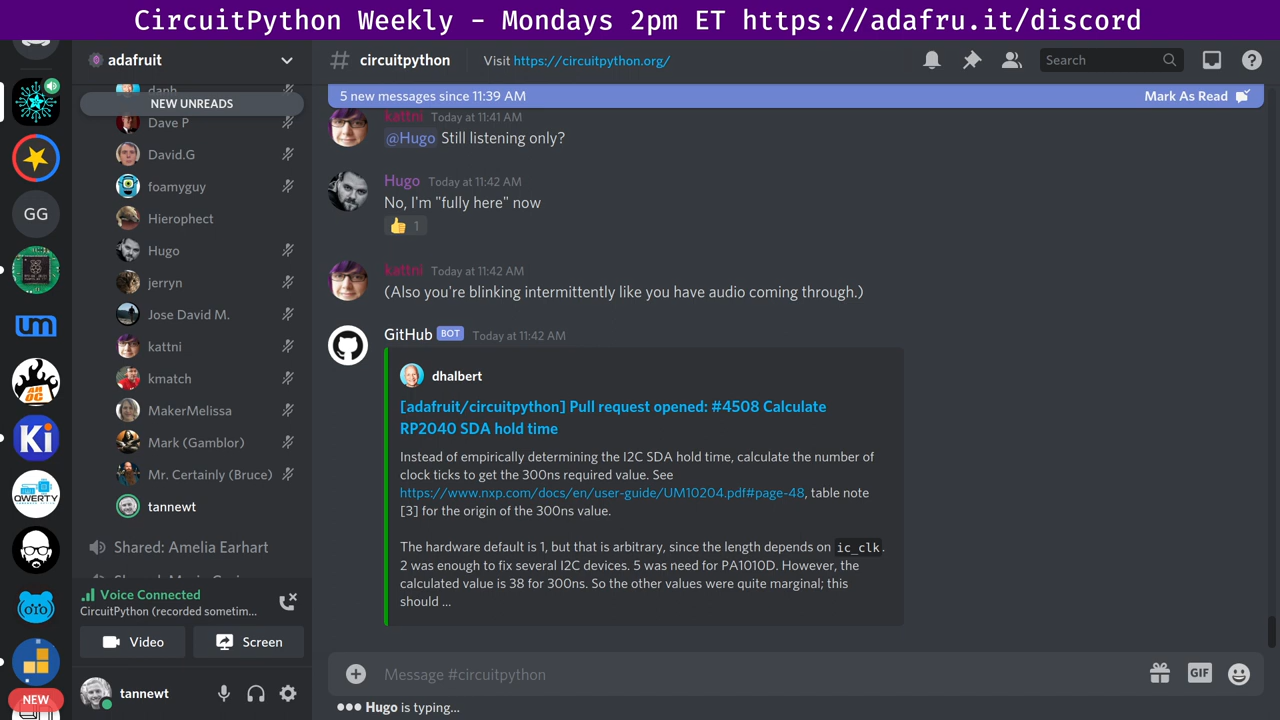 CircuitPython Weekly - Mondays 2pm ET https://adafru.it/discord
adafruit
# circuitpython
Visit https://circuitpython.org/
Search
danh
NEW UNREADS
Dave P
David.G
foamyguy
Hierophect
Hugo
jerryn
Jose David M.
kattni
kmatch
MakerMelissa
Mark (Gamblor)
Mr. Certainly (Bruce)
tannewt
Shared: Amelia Earhart
Voice Connected
CircuitPython (recorded sometim...
Video
Screen
tannewt
GG
um
Ki
QWERTY
NEW
5 new messages since 11:39 AM
Mark As Read
kattni Today at 11:41 AM
@Hugo Still listening only?
Hugo Today at 11:42 AM
No, I'm "fully here" now
1
kattni Today at 11:42 AM
(Also you're blinking intermittently like you have audio coming through.)
GitHub BOT Today at 11:42 AM
dhalbert
[adafruit/circuitpython] Pull request opened: #4508 Calculate
RP2040 SDA hold time
Instead of empirically determining the I2C SDA hold time, calculate the number of
clock ticks to get the 300ns required value. See
https://www.nxp.com/docs/en/user-guide/UM10204.pdf#page-48, table note
[3] for the origin of the 300ns value.
The hardware default is 1, but that is arbitrary, since the length depends on ic_clk.
2 was enough to fix several I2C devices. 5 was need for PA1010D. However, the
calculated value is 38 for 300ns. So the other values were quite marginal; this
should ...
Message #circuitpython
GIF
Hugo is typing...